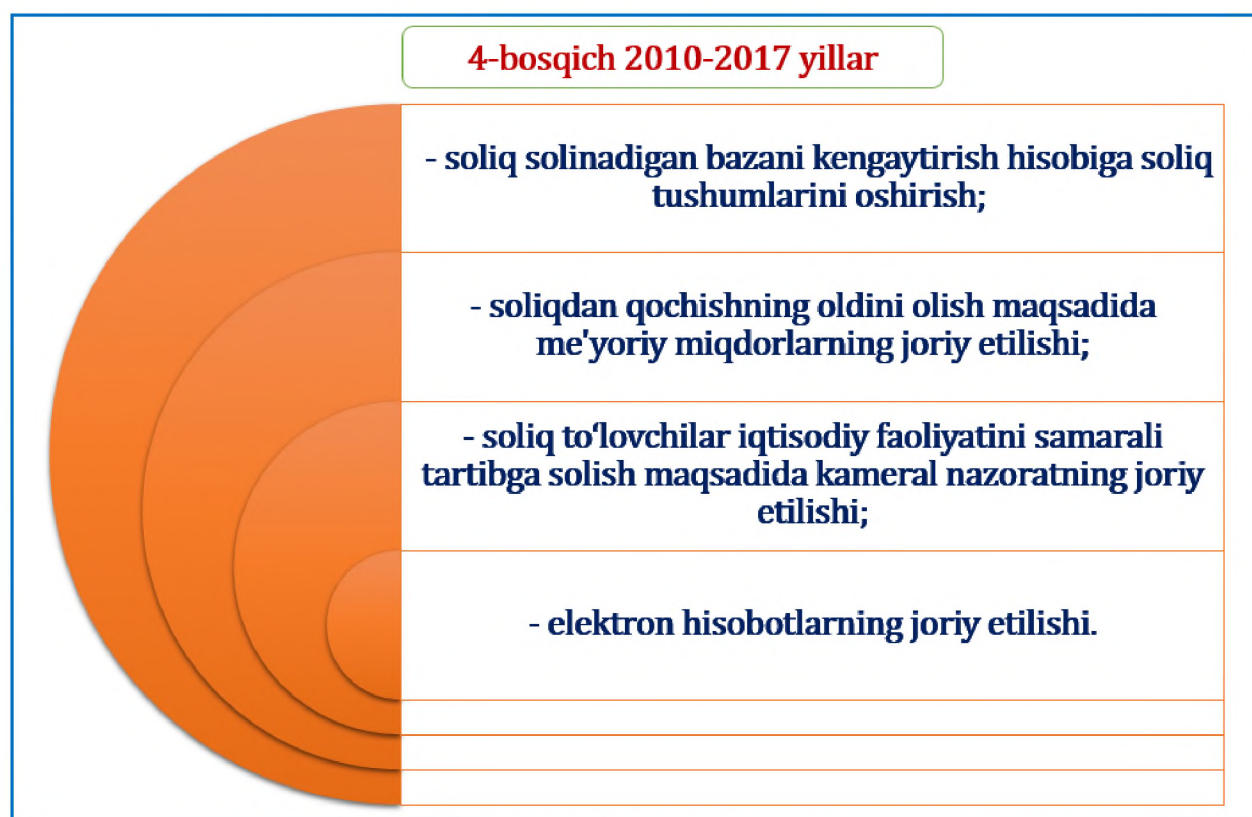 4-bosqich 2010-2017 yillar
- soliq solinadigan bazani kengaytirish hisobiga soliq
tushumlarini oshirish;
- soliqdan qochishning oldini olish maqsadida
me'yoriy miqdorlarning joriy etilishi;
- soliq to‘lovchilar iqtisodiy faoliyatini samarali
tartibga solish maqsadida kameral nazoratning joriy
etilishi;
- elektron hisobotlarning joriy etilishi.